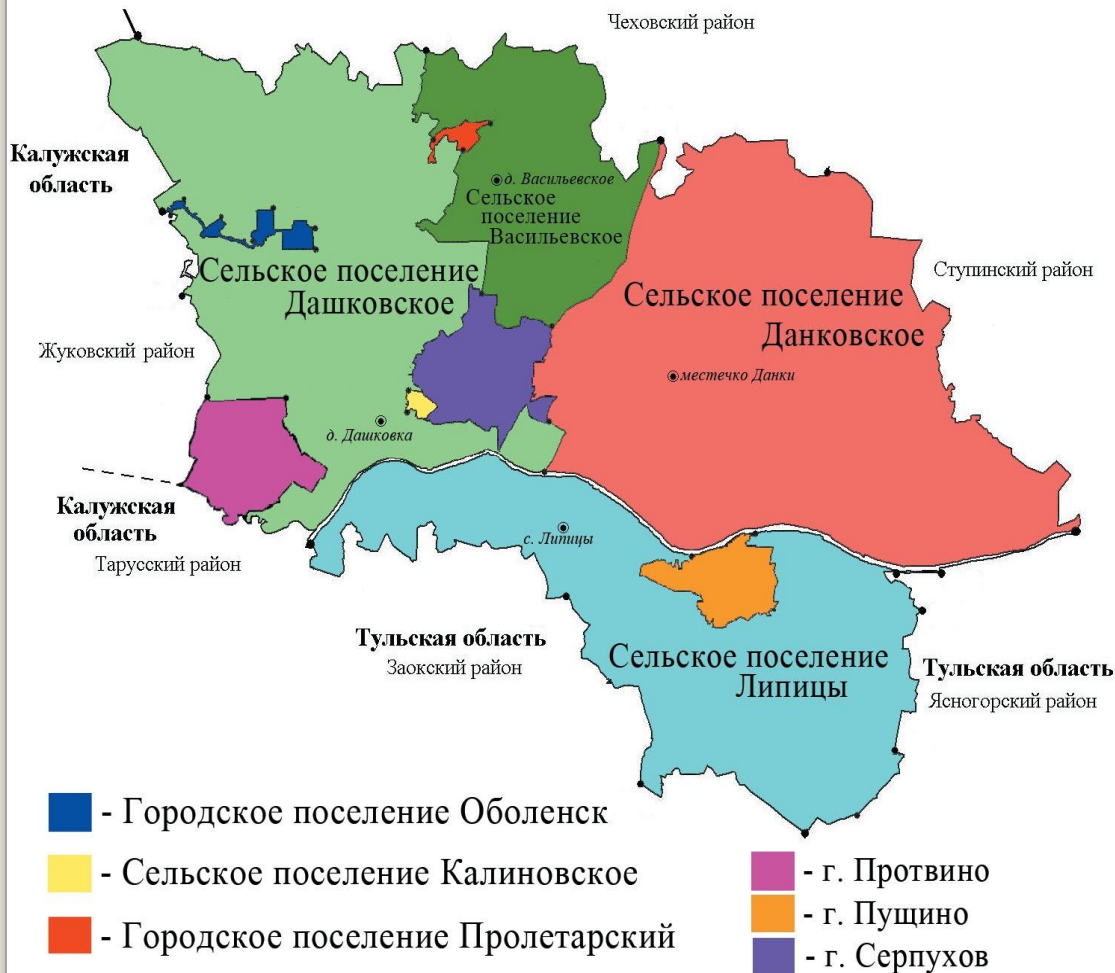 Чеховский район
Калужская
область
д. Васильевское
Сельское
поселение
Васильевское
Сельское поселение
Дашковское
Ступинский район
Сельское поселение
Данковское
Жуковский район
местечко Данки
д. Дашковка
Калужская
область
Тарусский район
с. Липицы
Тульская область
Заокский район
Сельское поселение
Липицы
Тульская область
Ясногорский район
- Городское поселение Оболенск
- Сельское поселение Калиновское
- Городское поселение Пролетарский
- г. Протвино
- г. Пущино
- г. Серпухов